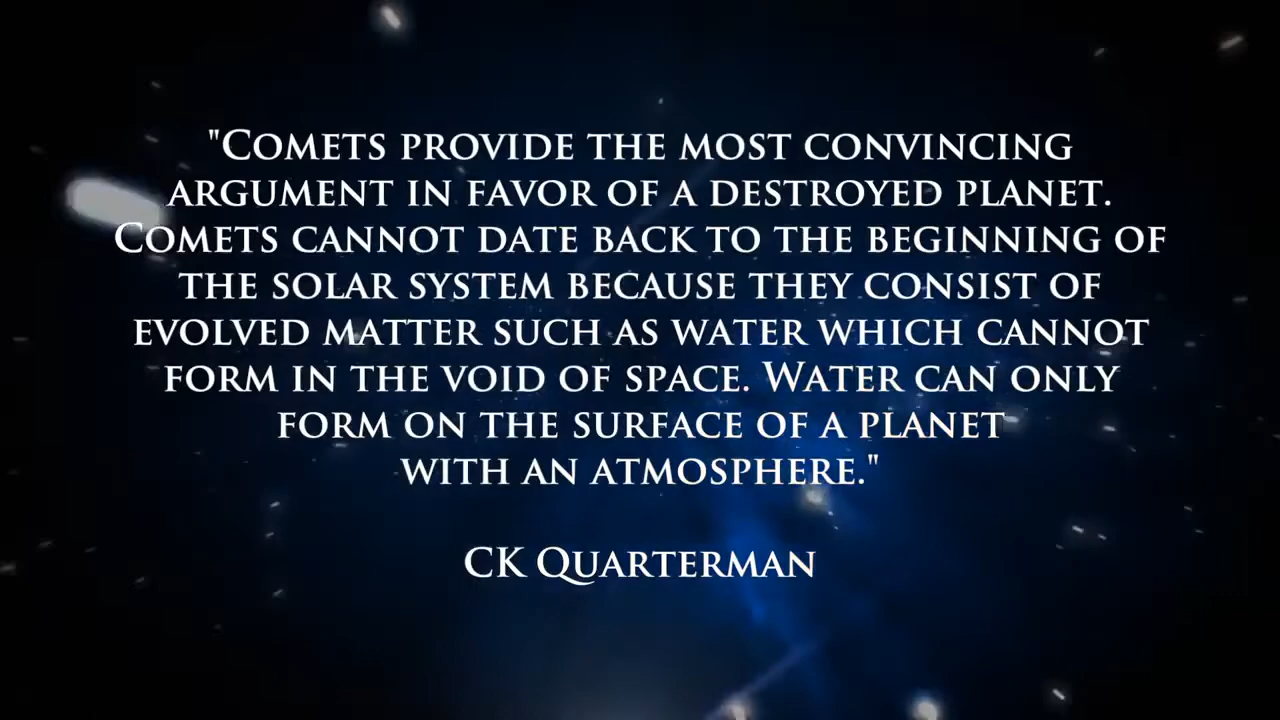 "Comets provide the most convincing
argument in favor of a destroyed planet.
Comets cannot date back to the beginning of
the solar system because they consist of
evolved matter such as water which cannot
form in the void of space. Water can only
form on the surface of a planet
with an atmosphere."
CK Quarterman